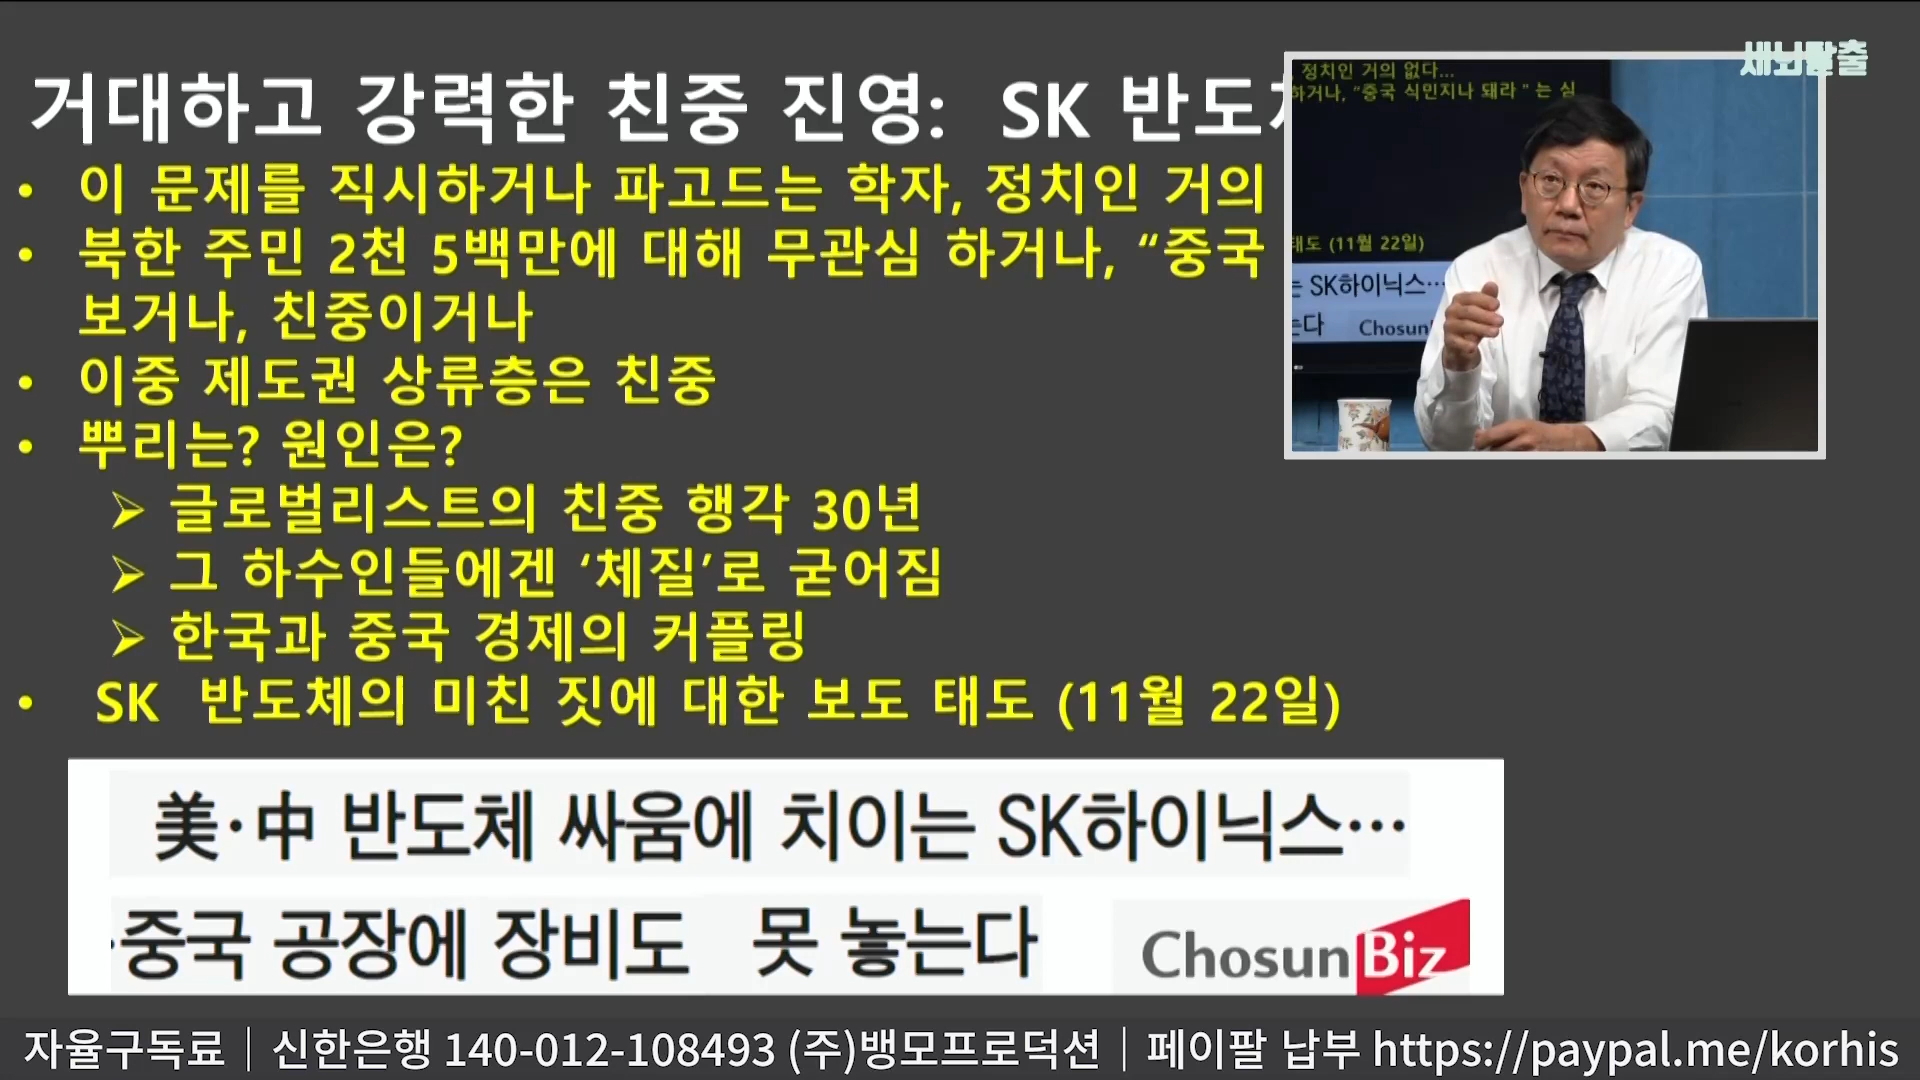 세뇌탈출
거대하고 강력한 친중 진영: SK 반도체
• 이 문제를 직시하거나 파고드는 학자, 정치인 거의
• 북한 주민 2천 5백만에 대해 무관심 하거나, “중국
보거나, 친중이거나
• 이중 제도권 상류층은 친중
• 뿌리는? 원인은?
➢ 글로벌리스트의 친중 행각 30년
➢ 그 하수인들에겐 ‘체질’로 굳어짐
➢ 한국과 중국 경제의 커플링
• SK 반도체의 미친 짓에 대한 보도 태도 (11월 22일)
정치인 거의 없다...
하거나, “중국 식민지나 돼라 ” 는 심
태도 (11월 22일)
는 SK하이닉스…
는다 Chosun
美·中 반도체 싸움에 치이는 SK하이닉스…
·중국 공장에 장비도 못 놓는다 ChosunBiz
자율구독료｜신한은행 140-012-108493 (주)뱅모프로덕션｜페이팔 납부 https://paypal.me/korhis